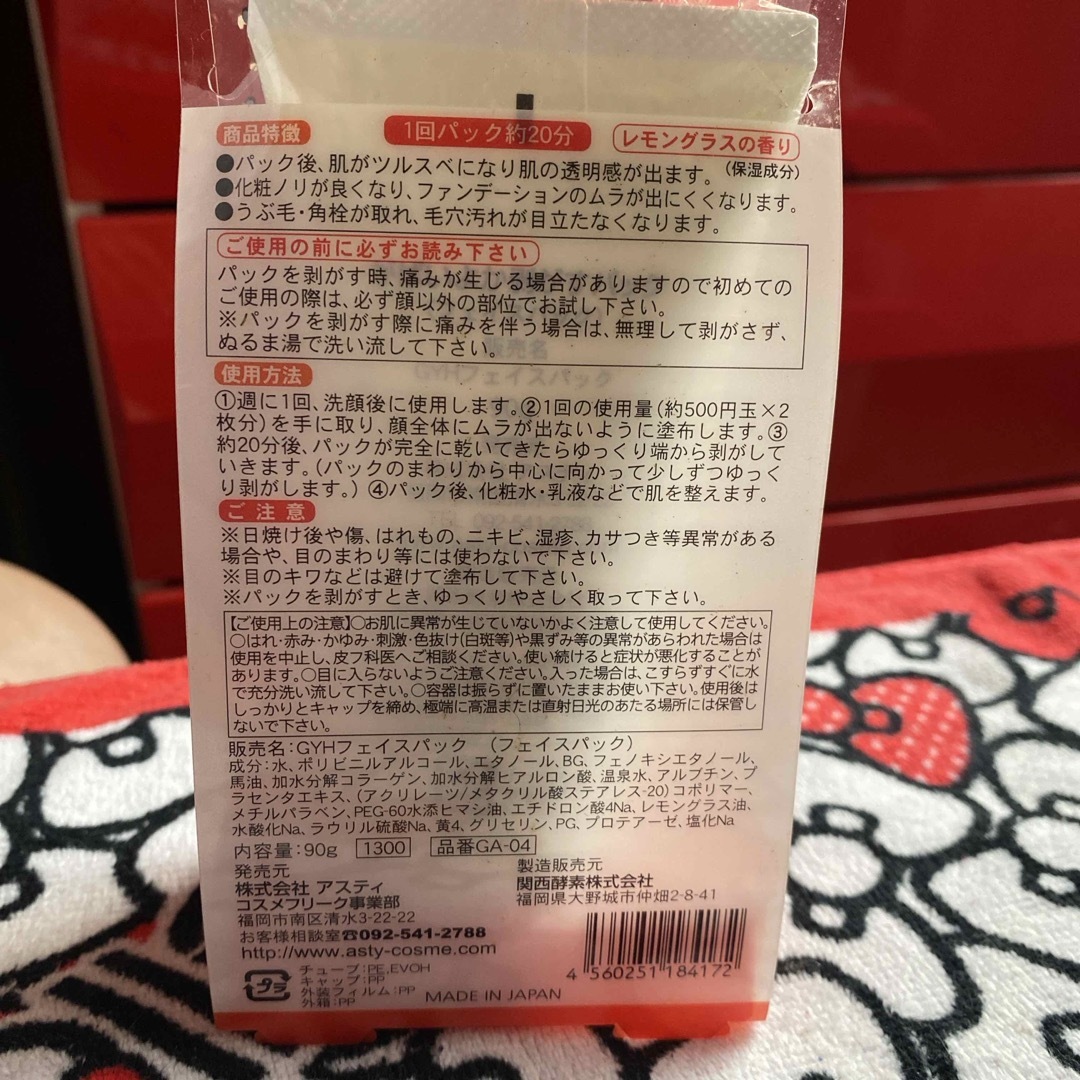 商品特徴 1回パック約20分 レモングラスの香り
(保湿成分)
●パック後、肌がツルスベになり肌の透明感が出ます。
●化粧ノリが良くなり、ファンデーションのムラが出にくくなります。
●うぶ毛・角栓が取れ、毛穴汚れが目立たなくなります。
ご使用の前に必ずお読み下さい
パックを剥がす時、痛みが生じる場合がありますので初めての
ご使用の際は、必ず顔以外の部位でお試し下さい。
※パックを剥がす際に痛みを伴う場合は、無理して剥がさず、
ぬるま湯で洗い流して下さい。
販売名
GYHフェイスパック
使用方法
①週に1回、洗顔後に使用します。②1回の使用量(約500円玉×2
枚分)を手に取り、顔全体にムラが出ないように塗布します。③
約20分後、パックが完全に乾いてきたらゆっくり端から剥がして
いきます。(パックのまわりから中心に向かって少しずつゆっく
り剥がします。)④パック後、化粧水・乳液などで肌を整えます。
ご注意
※日焼け後や傷、はれもの、ニキビ、湿疹、カサつき等異常がある
場合や、目のまわり等には使わないで下さい。
※目のキワなどは避けて塗布して下さい。
※パックを剥がすとき、ゆっくりやさしく取って下さい。
【ご使用上の注意】○お肌に異常が生じていないかよく注意して使用してください。
○はれ・赤み・かゆみ・刺激・色抜け(白斑等)や黒ずみ等の異常があらわれた場合は
使用を中止し、皮フ科医へご相談ください。使い続けると症状が悪化することが
あります。○目に入らないようご注意ください。入った場合は、こすらずすぐに水
で充分洗い流して下さい。○容器は振らずに置いたままお使い下さい。使用後は
しっかりとキャップを締め、極端に高温または直射日光のあたる場所には保管し
ないで下さい。
販売名:GYHフェイスパック (フェイスパック)
成分:水、ポリビニルアルコール、エタノール、BG、フェノキシエタノール、
馬油、加水分解コラーゲン、加水分解ヒアルロン酸、温泉水、アルブチン、プ
ラセンタエキス、(アクリレーツ/メタクリル酸ステアレス-20)コポリマー、
メチルパラベン、PEG-60水添ヒマシ油、エチドロン酸4Na、レモングラス油、
水酸化Na、ラウリル硫酸Na、黄4、グリセリン、PG、プロテアーゼ、塩化Na
内容量:90g 1300 品番GA-04
発売元
株式会社 アスティ
コスメフリーク事業部
福岡市南区清水3-22-22
お客様相談室☎092-541-2788
http://www.asty-cosme.com
製造販売元
関西酵素株式会社
福岡県大野城市仲畑2-8-41
4 560251 184172
プラ
チューブ:PE,EVOH
キャップ:PP
外装フィルム:PP
外箱:PP
MADE IN JAPAN